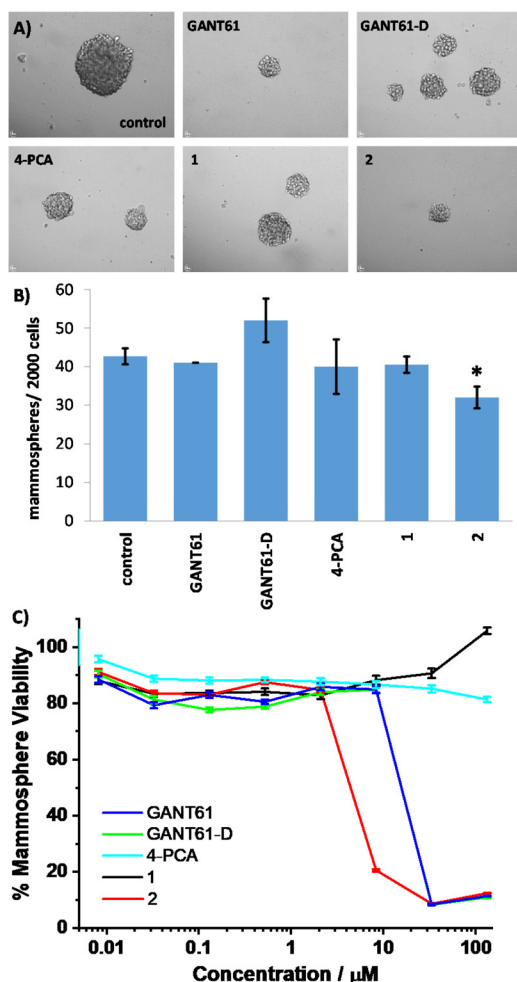 A)
control
GANT61
GANT61-D
4-PCA
1
2
B)
mammospheres/ 2000 cells
60
50
40
30
20
10
0
*
control
GANT61
GANT61-D
4-PCA
1
2
C)
% Mammosphere Viability
100
80
60
40
20
0
GANT61
GANT61-D
4-PCA
1
2
0.01
0.1
1
10
100
Concentration / µM